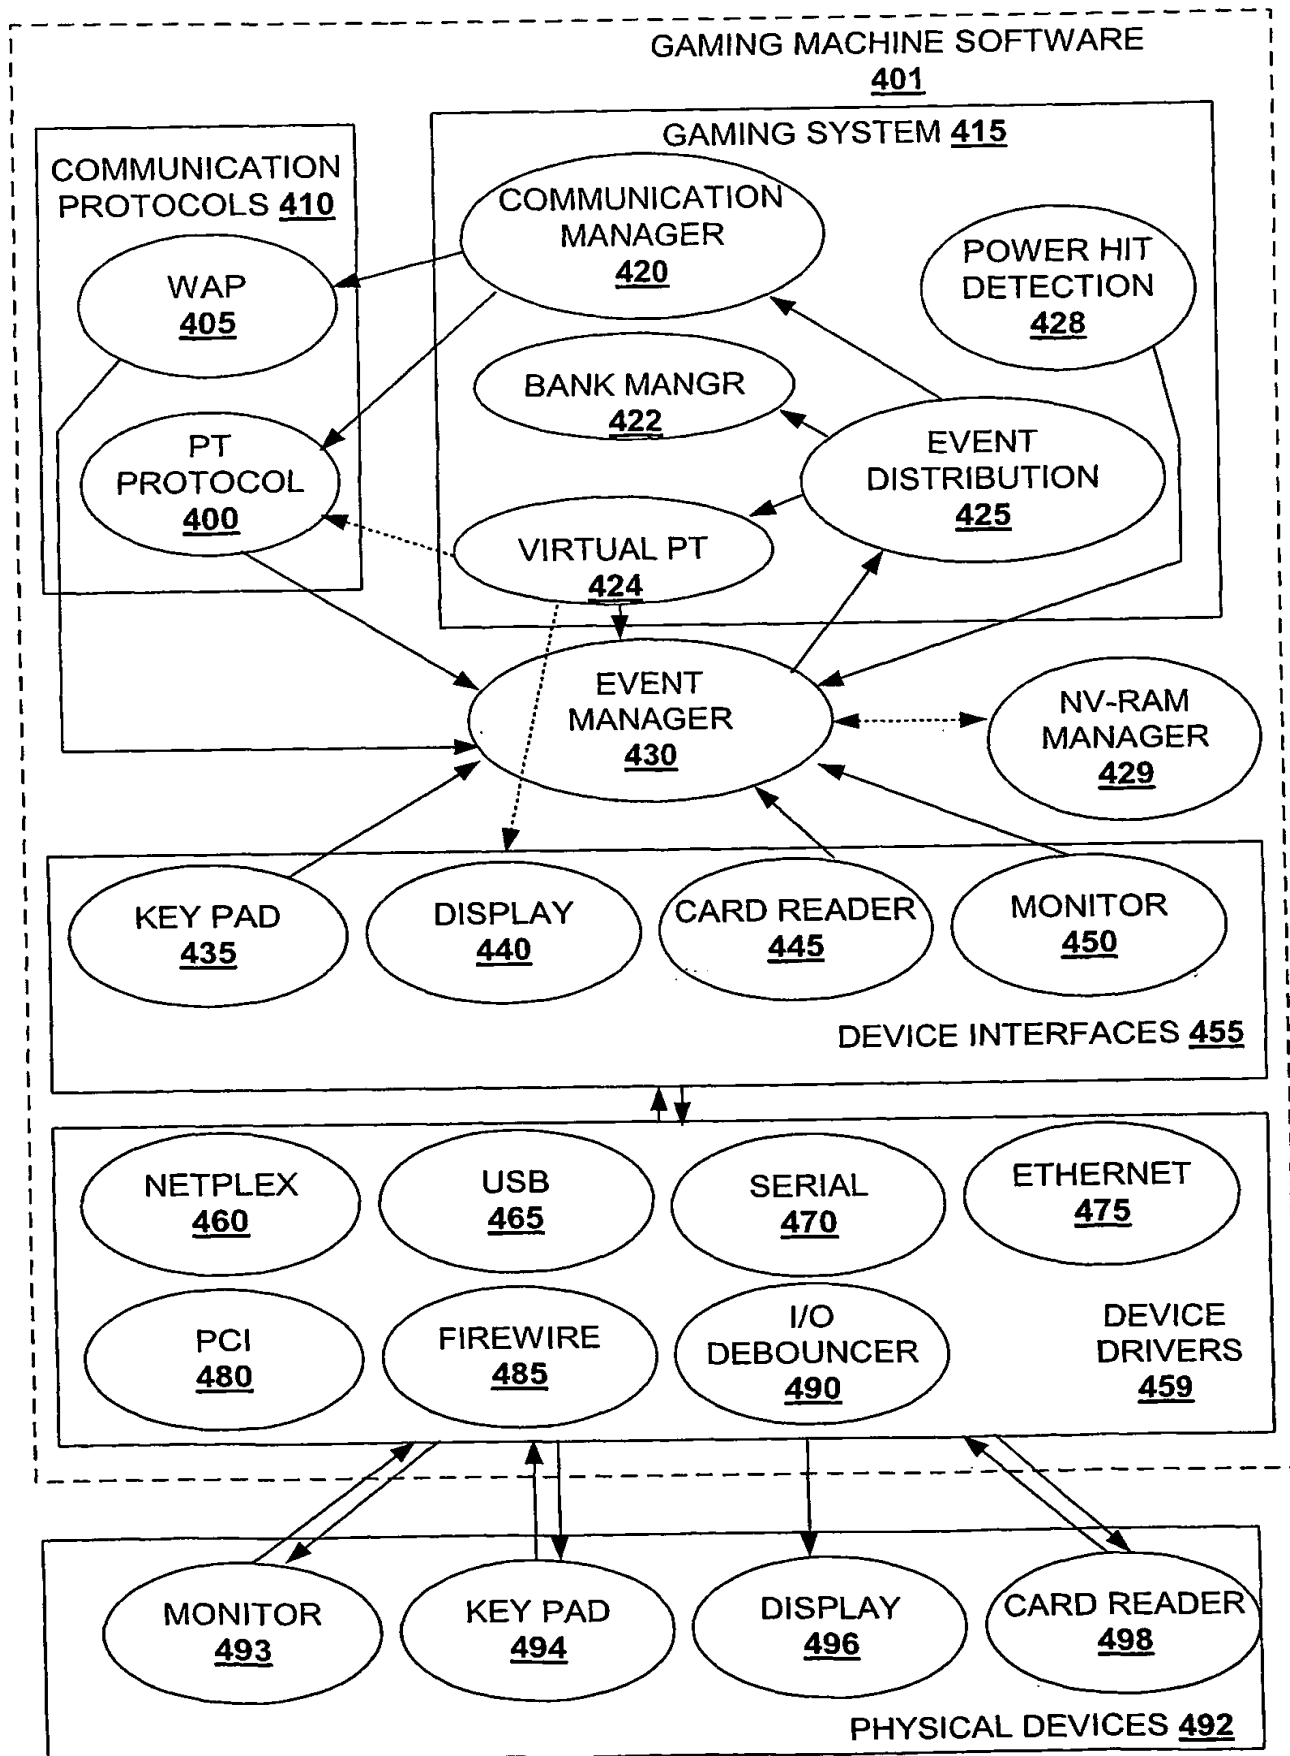 GAMING MACHINE SOFTWARE
401
GAMING SYSTEM 415
COMMUNICATION
PROTOCOLS 410
COMMUNICATION
MANAGER
420
POWER HIT
DETECTION
428
WAP
405
BANK MANGR
422
PT
PROTOCOL
400
EVENT
DISTRIBUTION
425
VIRTUAL PT
424
EVENT
MANAGER
430
NV-RAM
MANAGER
429
KEY PAD
435
DISPLAY
440
CARD READER
445
MONITOR
450
DEVICE INTERFACES 455
NETPLEX
460
USB
465
SERIAL
470
ETHERNET
475
PCI
480
FIREWIRE
485
I/O
DEBOUNCER
490
DEVICE
DRIVERS
459
MONITOR
493
KEY PAD
494
DISPLAY
496
CARD READER
498
PHYSICAL DEVICES 492